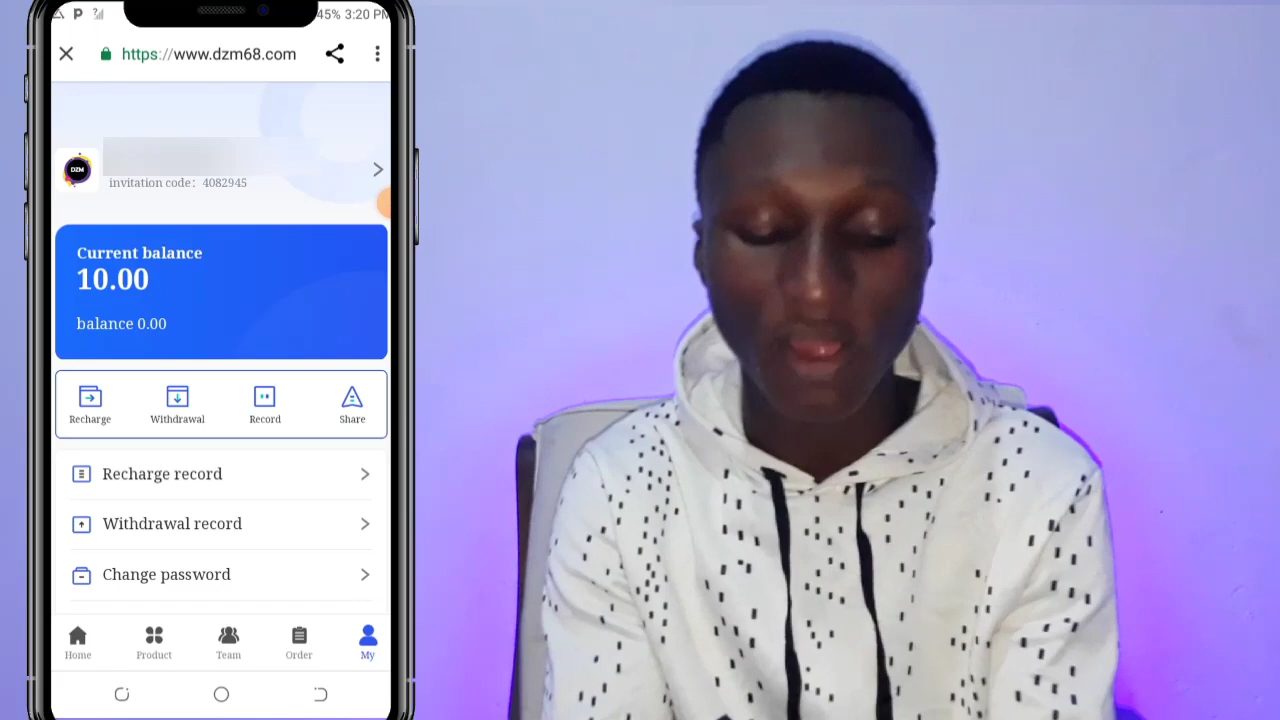 P
45% 3:20 PM
https://www.dzm68.com
DZM
invitation code: 4082945
Current balance
10.00
balance 0.00
Recharge
Withdrawal
Record
Share
Recharge record
Withdrawal record
Change password
Home
Product
Team
Order
My